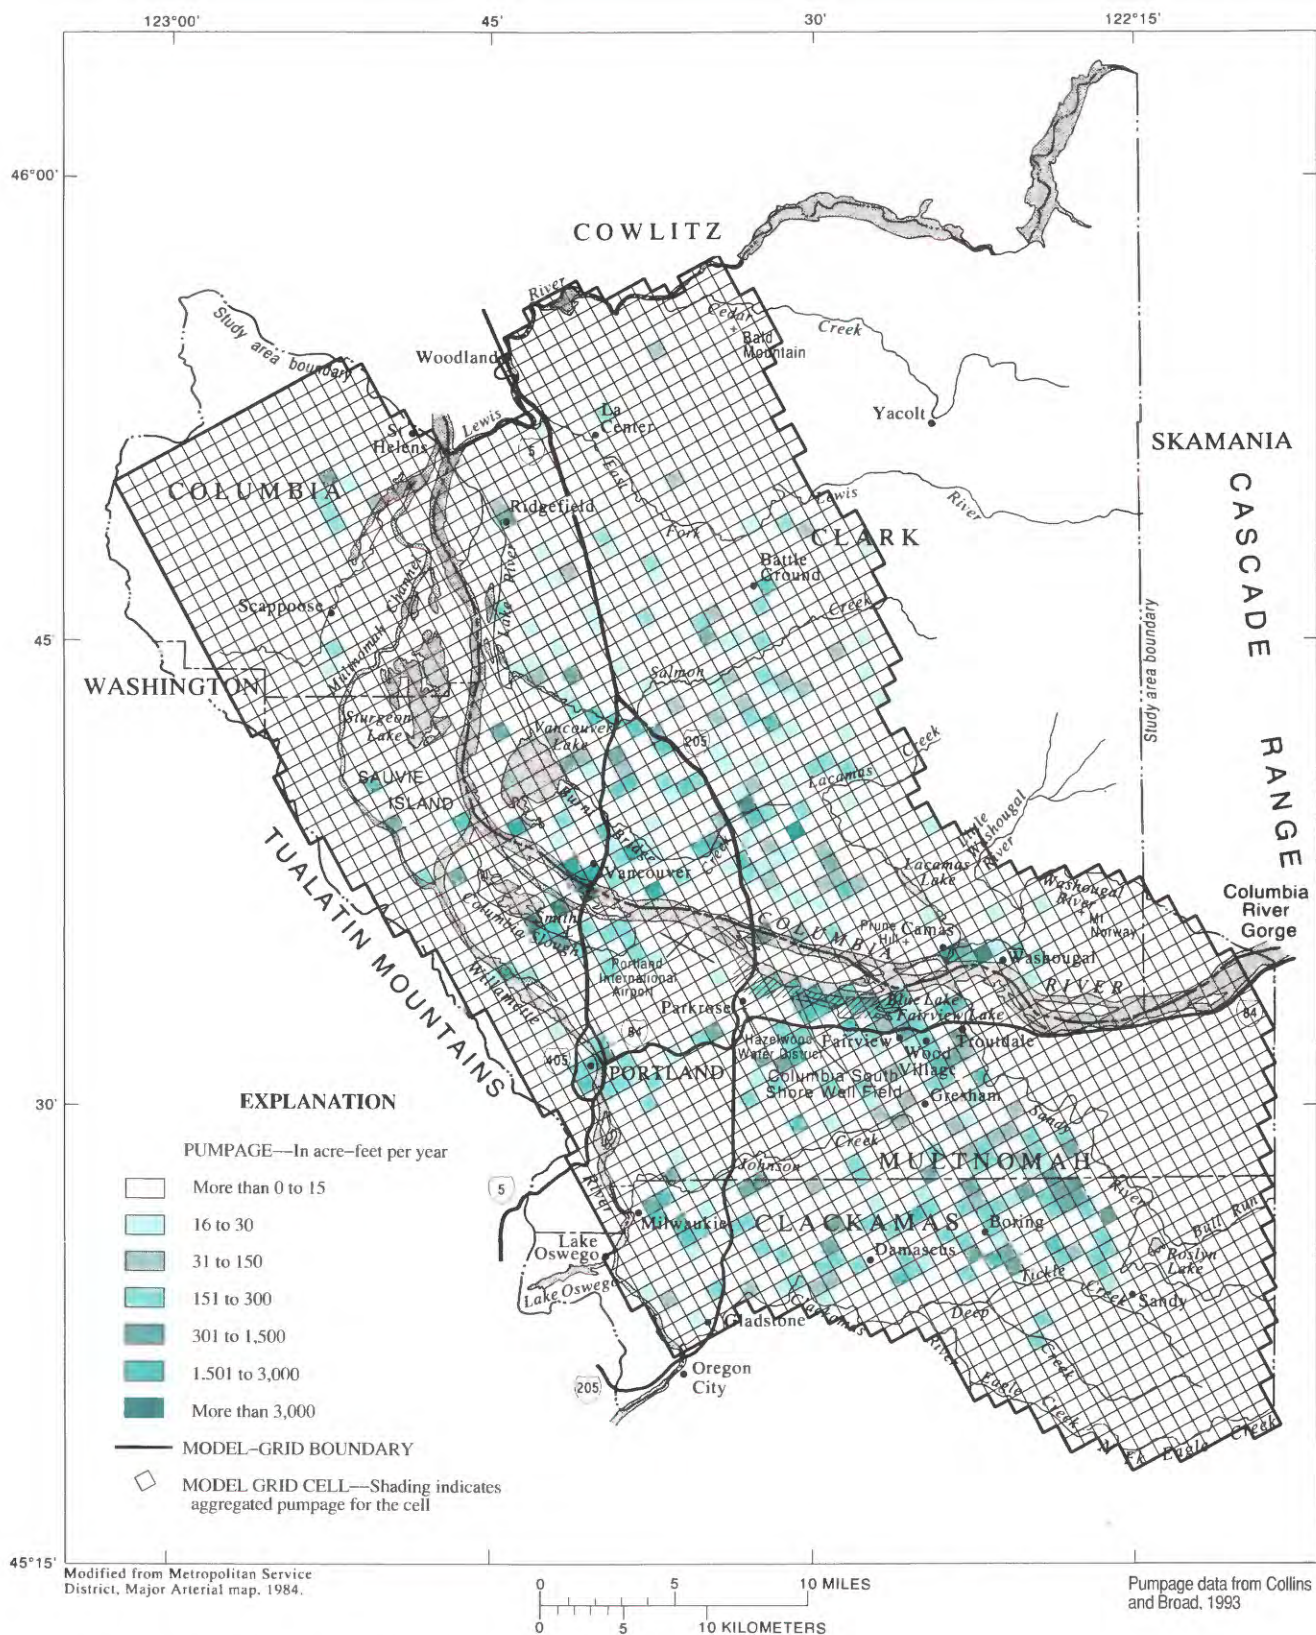 123°00'
45'
30'
122°15'
46°00'
COWLITZ
River
Cedar
Creek
Bald
Mountain
Study area boundary
Woodland
Yacolt
La
Center
Lewis
St
Helens
5
SKAMANIA
COLUMBIA
East
Fork
Lewis
River
CASCADE
RANGE
Ridgefield
CLARK
Battle
Ground
Creek
Scappoose
Multnomah Channel
Lake River
45'
Salmon
Study area boundary
WASHINGTON
Sturgeon
Lake
Vancouver
Lake
205
Creek
Lacamas
SAUVIE
ISLAND
Burnt
Bridge
Creek
Little
Washougal
River
TUALATIN MOUNTAINS
Vancouver
Lacamas
Lake
Washougal
River
Mt
Norway
Columbia
River
Gorge
Columbia
Slough
Smith
COLUMBIA
RIVER
Prune
Hill
Camas
Washougal
Portland
International
Airport
Willamette
Parkrose
Blue Lake
Fairview Lake
84
84
Hazelwood
Water District
Fairview
Wood
Village
Troutdale
405
PORTLAND
Columbia South
Shore Well Field
Gresham
30'
Sandy
River
Creek
Johnson
MULTNOMAH
5
River
Milwaukie
CLACKAMAS
Boring
Bull Run
Lake
Oswego
Damascus
Roslyn
Lake
Lake Oswego
Tickle
Creek
Sandy
Clackamas
River
Deep
Creek
Gladstone
205
Oregon
City
Eagle
Creek
N Fk Eagle Creek
EXPLANATION
PUMPAGE—In acre–feet per year
More than 0 to 15
16 to 30
31 to 150
151 to 300
301 to 1,500
1.501 to 3,000
More than 3,000
MODEL–GRID BOUNDARY
MODEL GRID CELL—Shading indicates
aggregated pumpage for the cell
45°15'
Modified from Metropolitan Service
District, Major Arterial map, 1984.
0 5 10 MILES
0 5 10 KILOMETERS
Pumpage data from Collins
and Broad, 1993